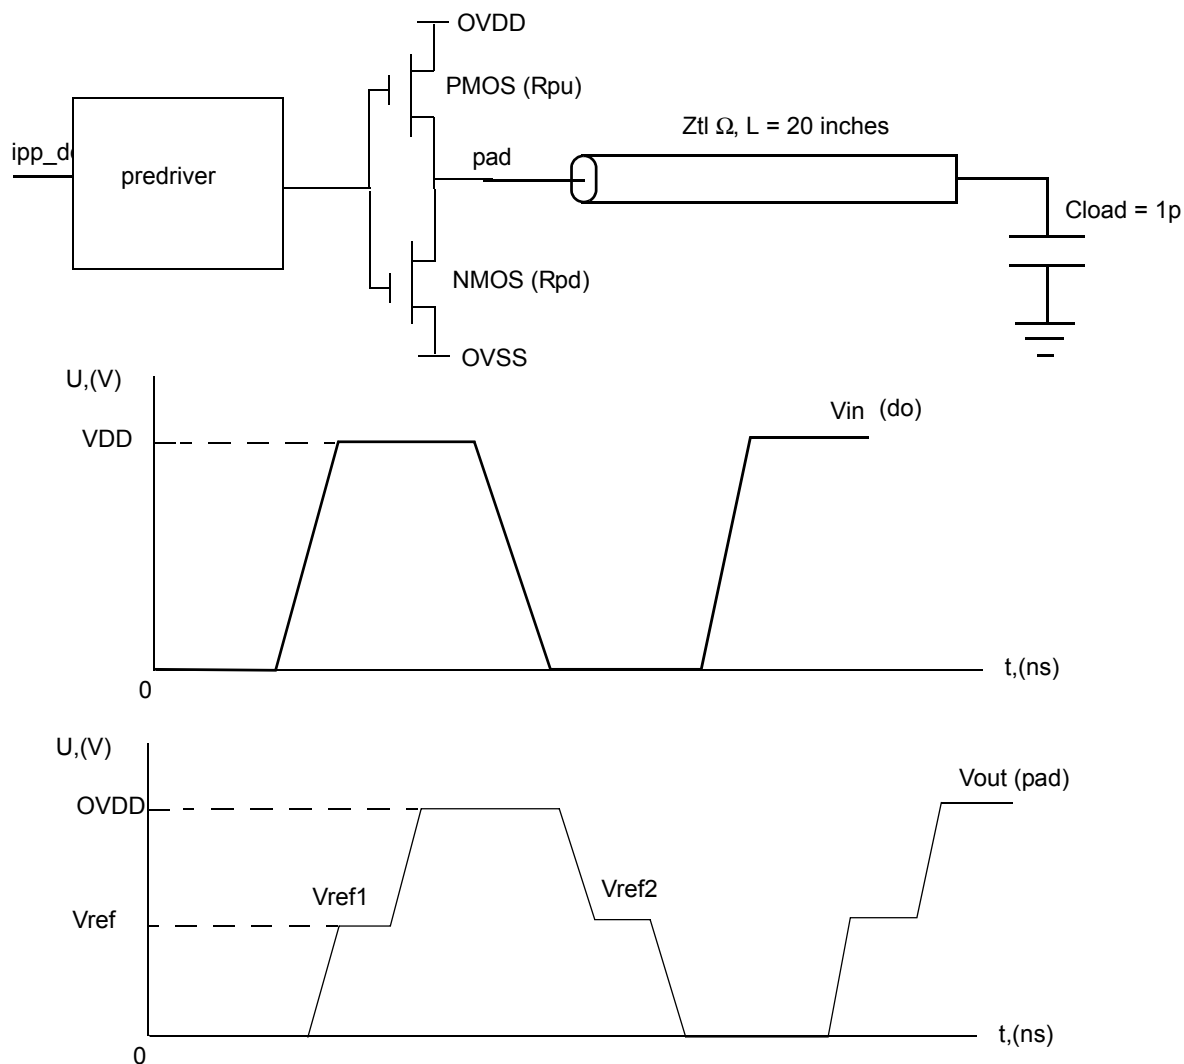 OVDD
PMOS (Rpu)
Ztl Ω, L = 20 inches
ipp_d
predriver
pad
Cload = 1p
NMOS (Rpd)
OVSS
U,(V)
Vin (do)
VDD
t,(ns)
0
U,(V)
Vout (pad)
OVDD
Vref1
Vref2
Vref
t,(ns)
0